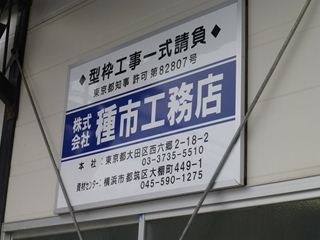 ◆型枠工事一式請負◆
東京都知事 許可 第82807号
株式会社 種市工務店
本社:東京都大田区西六郷2-18-2
03-3735-5510
資材センター:横浜市都筑区大棚町449-1
045-590-1275